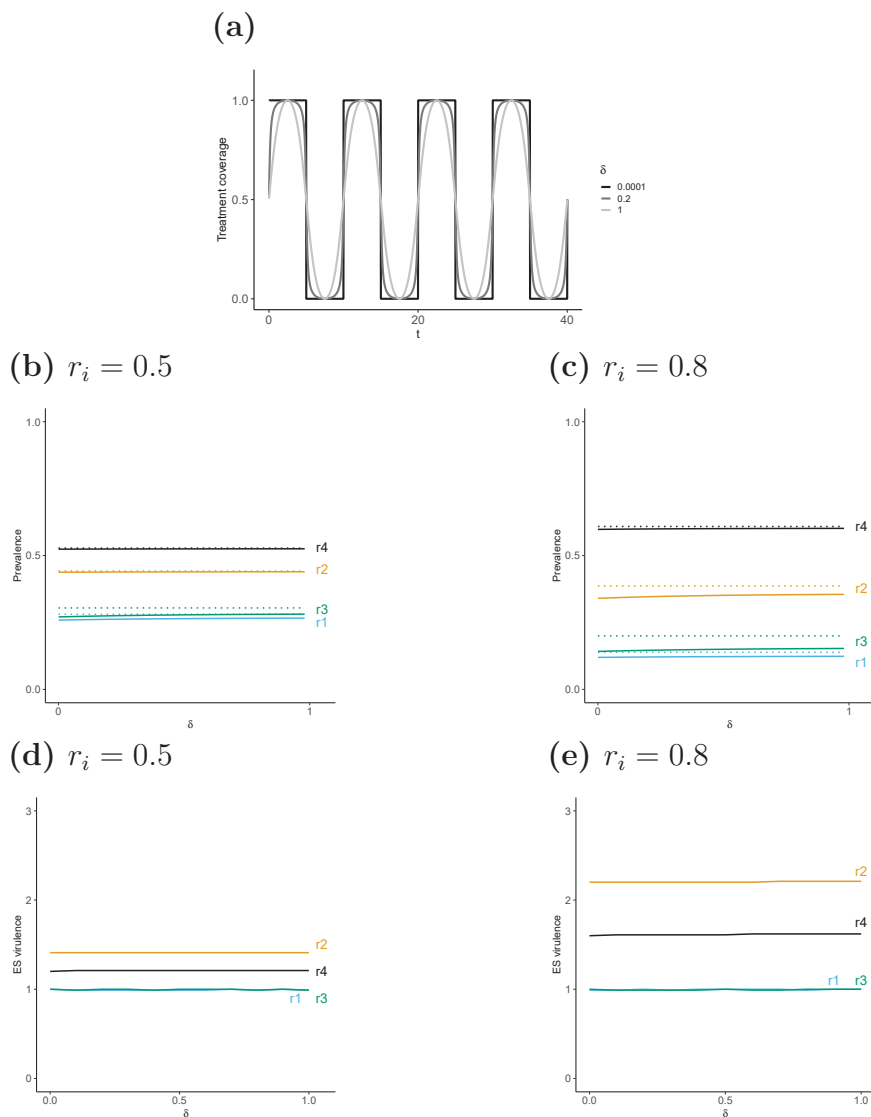 (a)
1.0
0.5
0.0
Treatment coverage
0
20
40
t
δ
0.0001
0.2
1
(b) r_i = 0.5
1.0
0.5
0.0
Prevalence
r4
r2
r3
r1
0
1
δ
(c) r_i = 0.8
1.0
0.5
0.0
Prevalence
r4
r2
r3
r1
0
1
δ
(d) r_i = 0.5
3
2
1
0
ES virulence
r2
r4
r1 r3
0.0
0.5
1.0
δ
(e) r_i = 0.8
3
2
1
0
ES virulence
r2
r4
r1 r3
0.0
0.5
1.0
δ